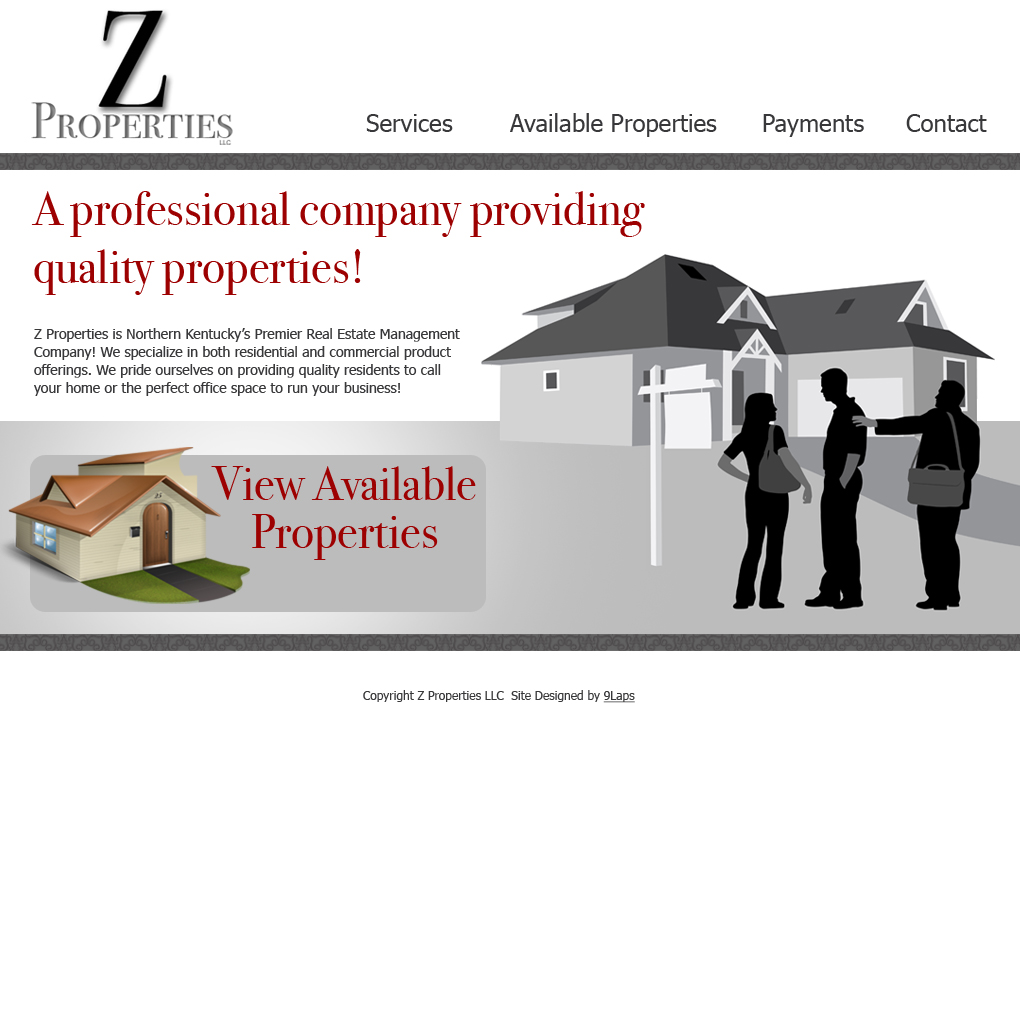 Z
PROPERTIES
LLC
Services Available Properties Payments Contact
A professional company providing
quality properties!
Z Properties is Northern Kentucky’s Premier Real Estate Management
Company! We specialize in both residential and commercial product
offerings. We pride ourselves on providing quality residents to call
your home or the perfect office space to run your business!
25
View Available
Properties
Copyright Z Properties LLC Site Designed by 9Laps